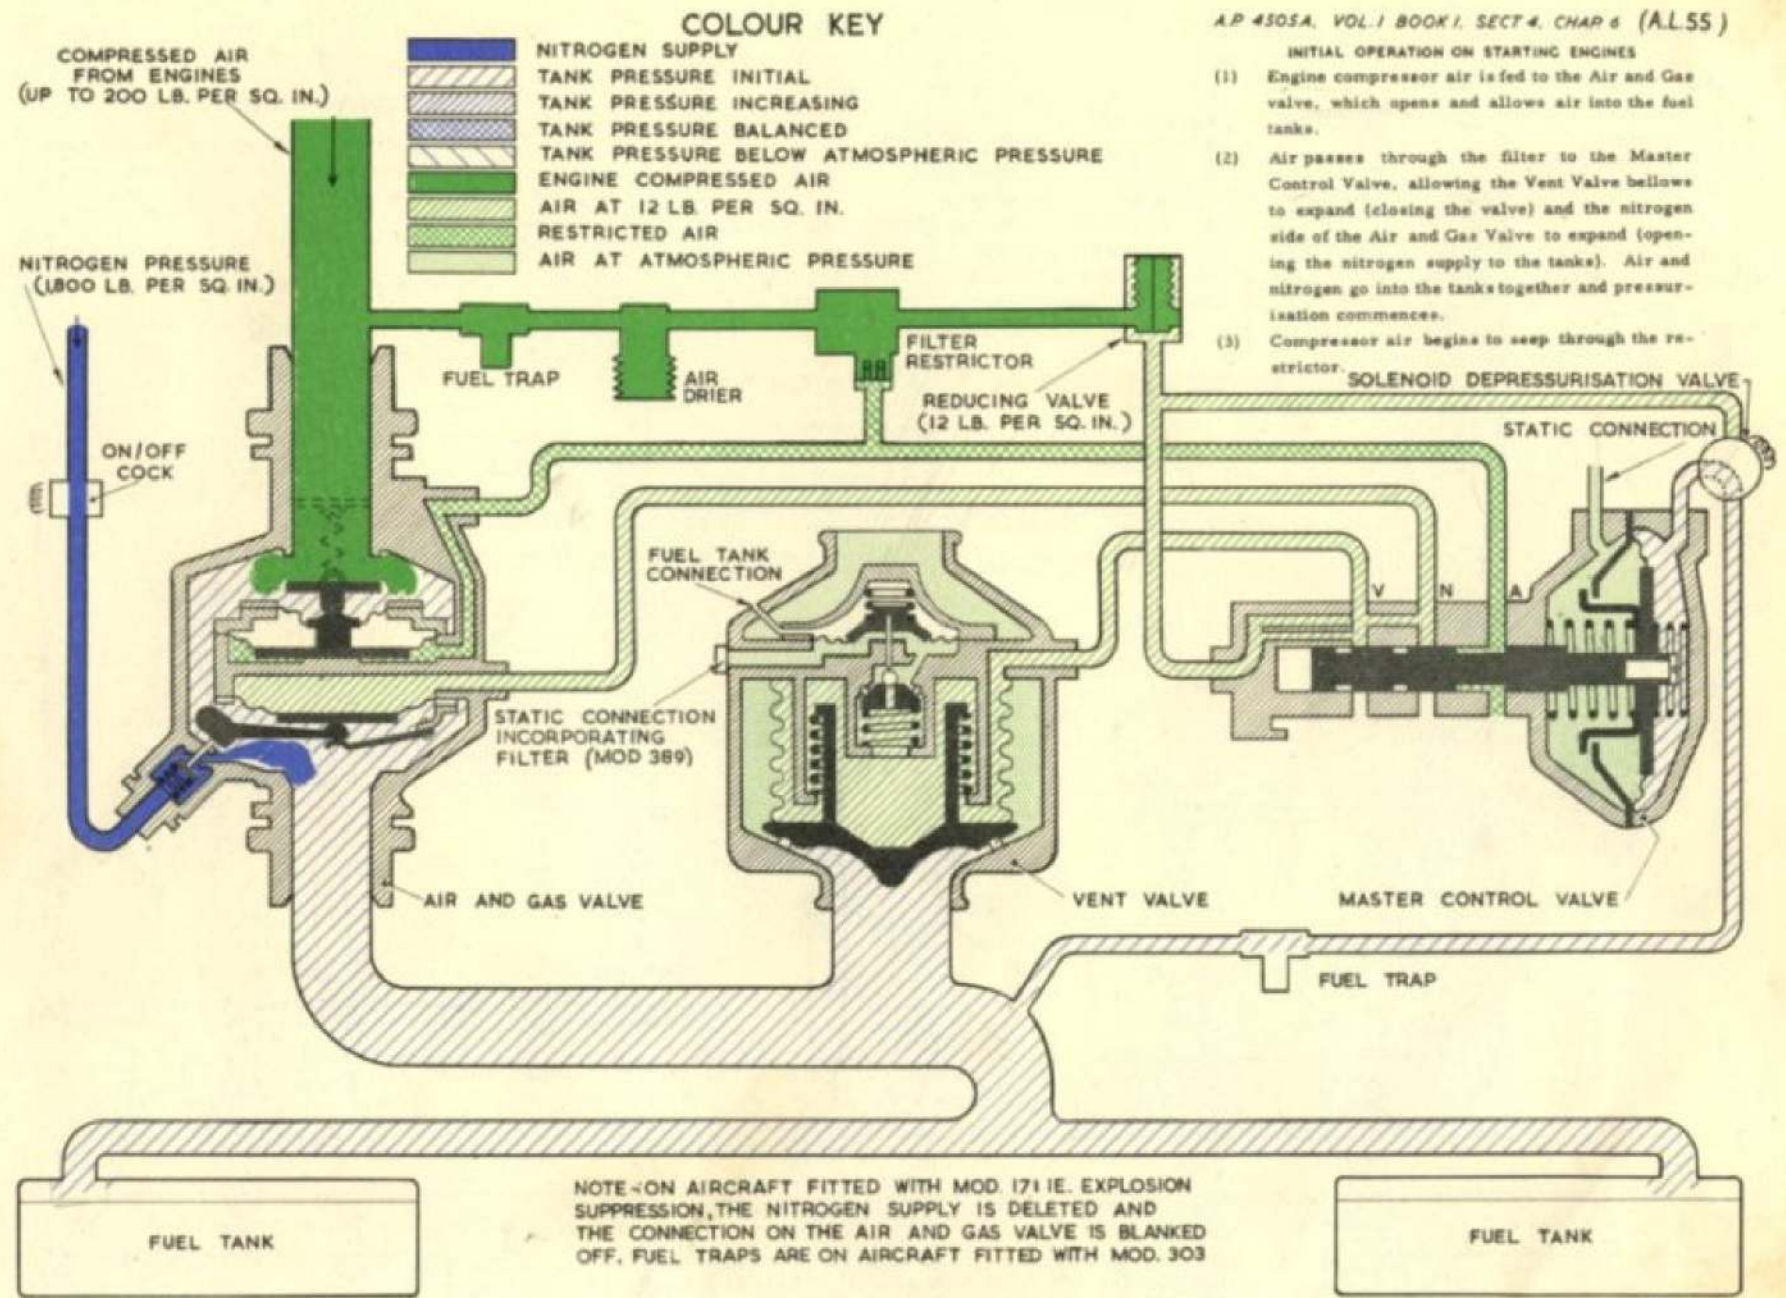 COLOUR KEY
NITROGEN SUPPLY
TANK PRESSURE INITIAL
TANK PRESSURE INCREASING
TANK PRESSURE BALANCED
TANK PRESSURE BELOW ATMOSPHERIC PRESSURE
ENGINE COMPRESSED AIR
AIR AT 12 LB. PER SQ. IN.
RESTRICTED AIR
AIR AT ATMOSPHERIC PRESSURE
A.P. 4505A, VOL. 1 BOOK 1. SECT 4. CHAP 6 (A.L.55)
INITIAL OPERATION ON STARTING ENGINES
(1) Engine compressor air is fed to the Air and Gas
valve, which opens and allows air into the fuel
tanks.
(2) Air passes through the filter to the Master
Control Valve, allowing the Vent Valve bellows
to expand (closing the valve) and the nitrogen
side of the Air and Gas Valve to expand (open-
ing the nitrogen supply to the tanks). Air and
nitrogen go into the tanks together and pressur-
isation commences.
(3) Compressor air begins to seep through the re-
strictor.
COMPRESSED AIR
FROM ENGINES
(UP TO 200 LB. PER SQ. IN.)
NITROGEN PRESSURE
(1,800 LB. PER SQ. IN.)
ON/OFF
COCK
FUEL TRAP
AIR
DRIER
FILTER
RESTRICTOR
REDUCING VALVE
(12 LB. PER SQ. IN.)
SOLENOID DEPRESSURISATION VALVE
STATIC CONNECTION
FUEL TANK
CONNECTION
V
N
A
STATIC CONNECTION
INCORPORATING
FILTER (MOD 389)
AIR AND GAS VALVE
VENT VALVE
MASTER CONTROL VALVE
FUEL TRAP
FUEL TANK
NOTE:-ON AIRCRAFT FITTED WITH MOD. 171 IE. EXPLOSION
SUPPRESSION, THE NITROGEN SUPPLY IS DELETED AND
THE CONNECTION ON THE AIR AND GAS VALVE IS BLANKED
OFF. FUEL TRAPS ARE ON AIRCRAFT FITTED WITH MOD. 303
FUEL TANK